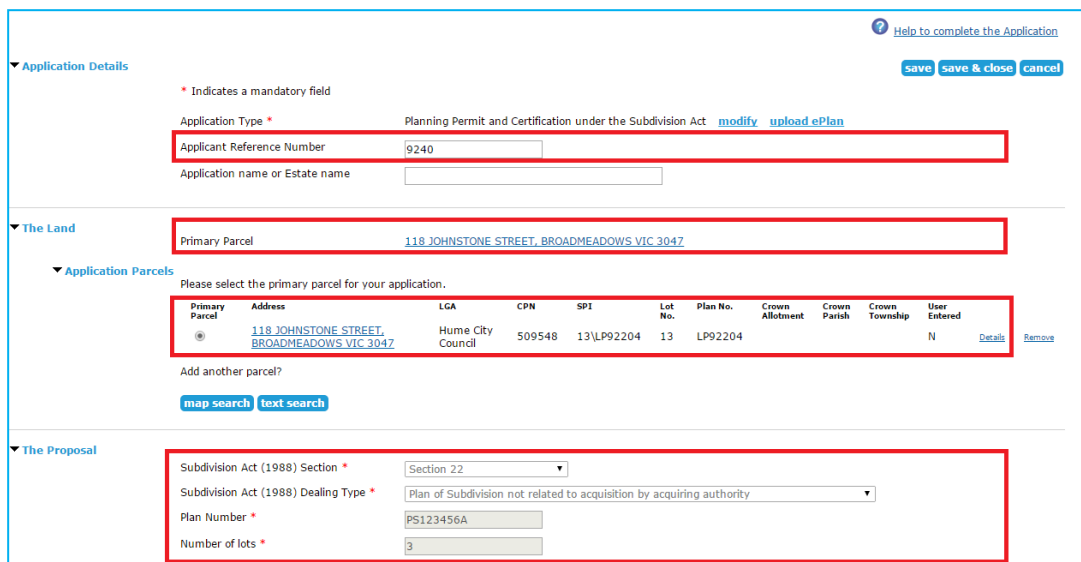 ? Help to complete the Application
Application Details
save save & close cancel
* Indicates a mandatory field
Application Type * Planning Permit and Certification under the Subdivision Act modify upload ePlan
Applicant Reference Number 9240
Application name or Estate name
The Land
Primary Parcel 118 JOHNSTONE STREET, BROADMEADOWS VIC 3047
Application Parcels
Please select the primary parcel for your application.
Primary Parcel Address LGA CPN SPI Lot No. Plan No. Crown Allotment Crown Parish Crown Township User Entered
118 JOHNSTONE STREET, BROADMEADOWS VIC 3047 Hume City Council 509548 13\LP92204 13 LP92204 N Details Remove
Add another parcel?
map search text search
The Proposal
Subdivision Act (1988) Section * Section 22
Subdivision Act (1988) Dealing Type * Plan of Subdivision not related to acquisition by acquiring authority
Plan Number * PS123456A
Number of lots * 3